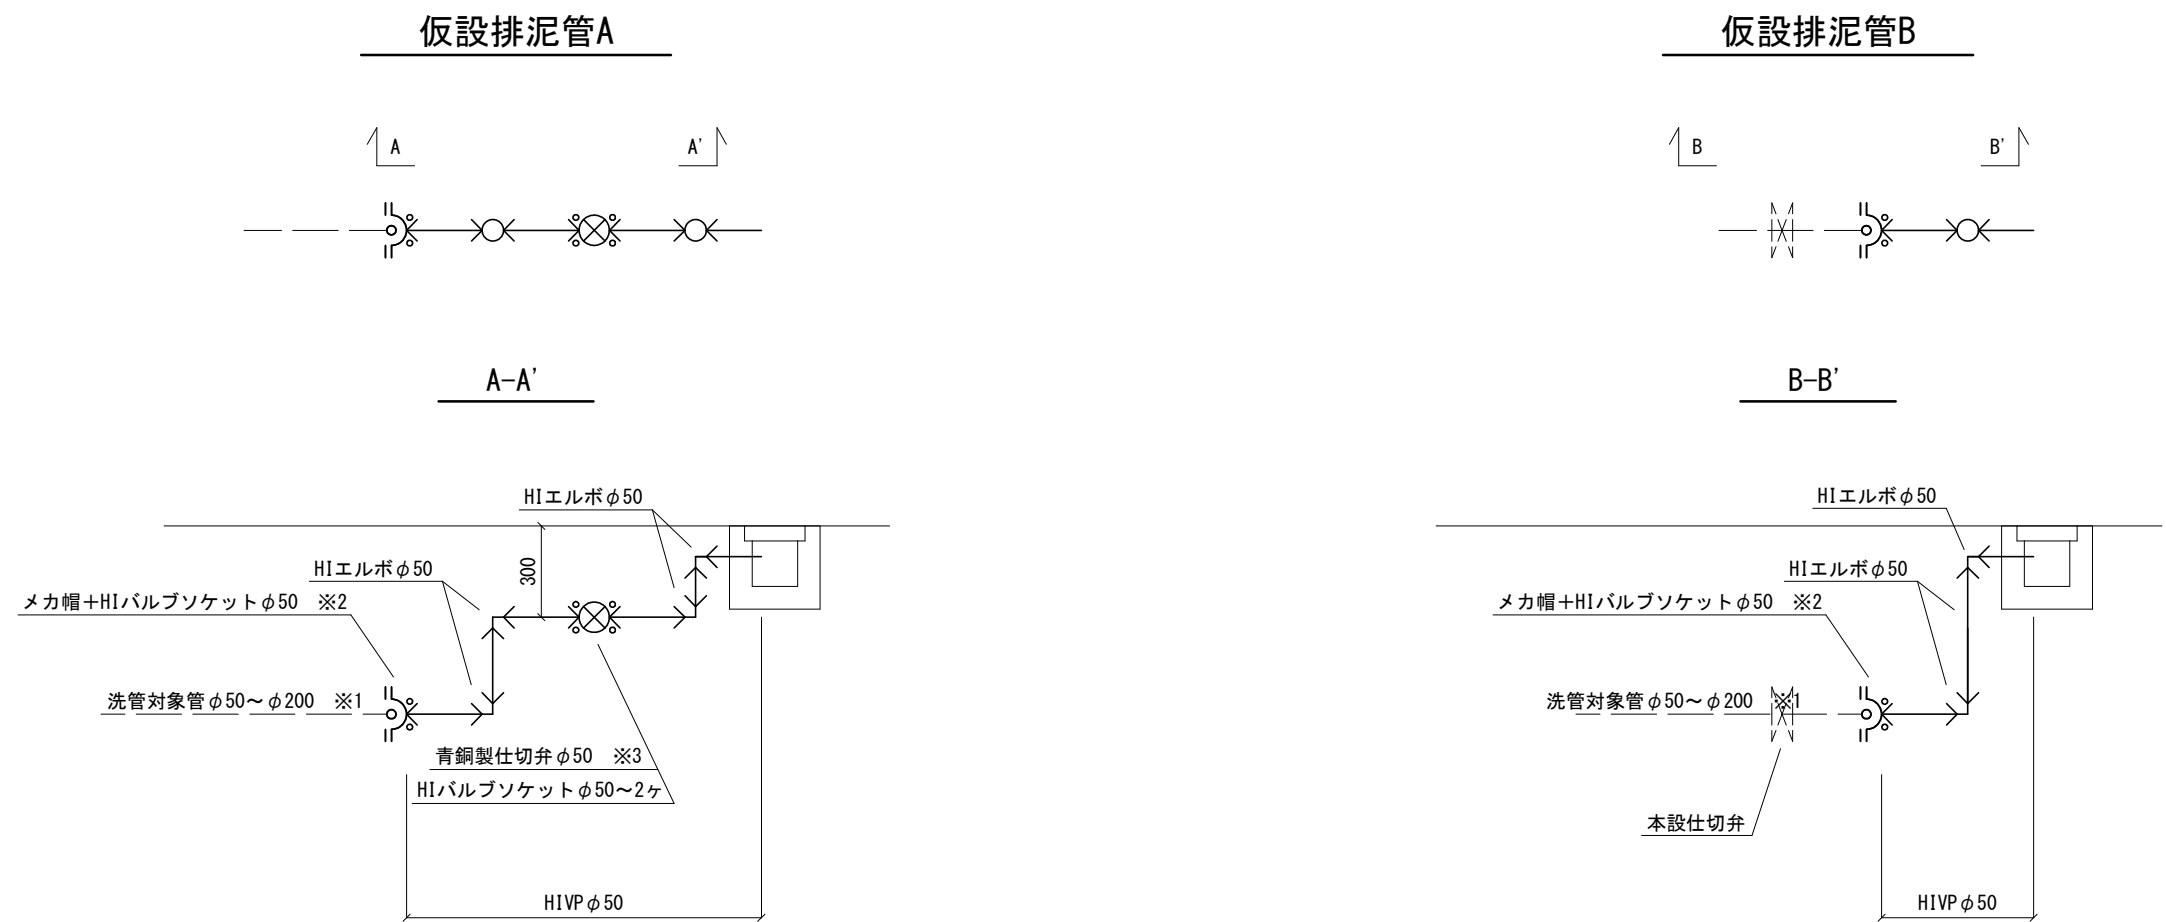 仮設排泥管A
A
A'
A-A'
HIエルボφ50
300
HIエルボφ50
メカ帽+HIバルブソケットφ50 ※2
洗管対象管φ50～φ200 ※1
青銅製仕切弁φ50 ※3
HIバルブソケットφ50～2ヶ
HIVPφ50
仮設排泥管B
B
B'
B-B'
HIエルボφ50
HIエルボφ50
メカ帽+HIバルブソケットφ50 ※2
洗管対象管φ50～φ200 ※1
本設仕切弁
HIVPφ50